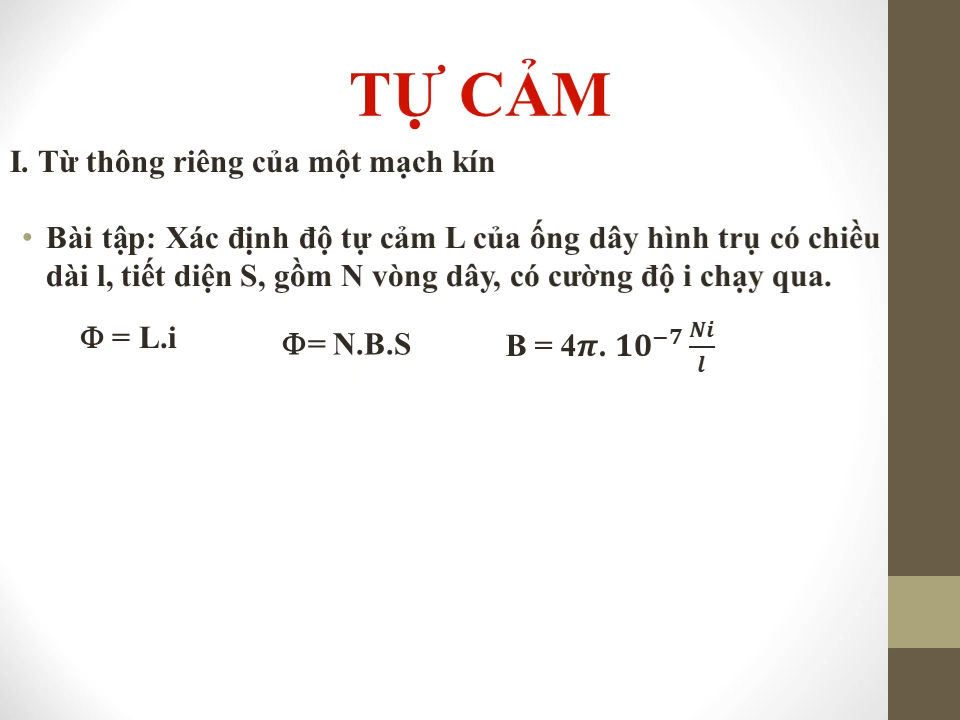 TỰ CẢM
I. Từ thông riêng của một mạch kín
• Bài tập: Xác định độ tự cảm L của ống dây hình trụ có chiều
dài l, tiết diện S, gồm N vòng dây, có cường độ i chạy qua.
Φ = L.i Φ= N.B.S B = 4π. 10⁻⁷ Ni/l